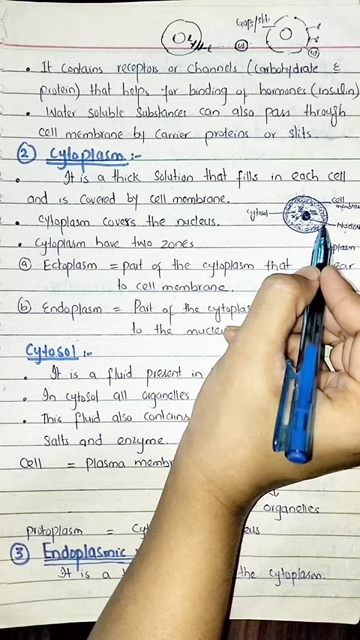 Gaps/slits
• It contains receptors or channels (carbohydrate &
protein) that helps for binding of hormones (insulin)
• Water soluble substances can also pass through
cell membrane by carrier proteins or slits.
② Cytoplasm :-
• It is a thick solution that fills in each cell
and is covered by cell membrane.
Cell
membrane
Cytosol
Nucleus
• Cytoplasm covers the nucleus.
• Cytoplasm have two zones
ⓐ Ectoplasm = part of the cytoplasm that
to cell membrane.
ⓑ Endoplasm = Part of the
to the
Cytosol :-
• It is a fluid present in
• In cytosol all organelles
• This fluid also contains
Salts and enzyme.
Cell = Plasma
organelles
protoplasm =
③ Endoplasmic
It is a the cytoplasm.